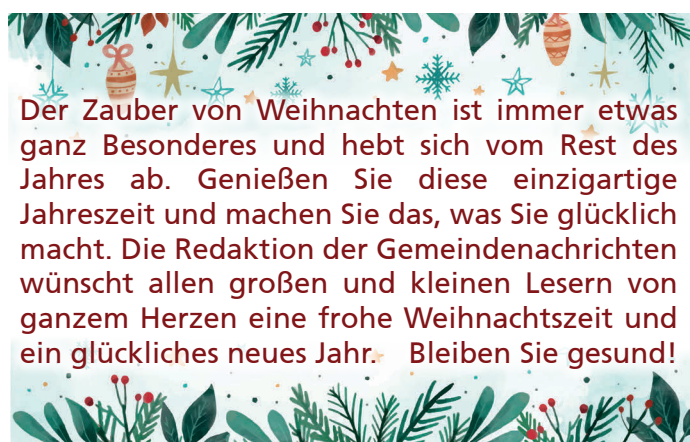 Der Zauber von Weihnachten ist immer etwas
ganz Besonderes und hebt sich vom Rest des
Jahres ab. Genießen Sie diese einzigartige
Jahreszeit und machen Sie das, was Sie glücklich
macht. Die Redaktion der Gemeindenachrichten
wünscht allen großen und kleinen Lesern von
ganzem Herzen eine frohe Weihnachtszeit und
ein glückliches neues Jahr. Bleiben Sie gesund!